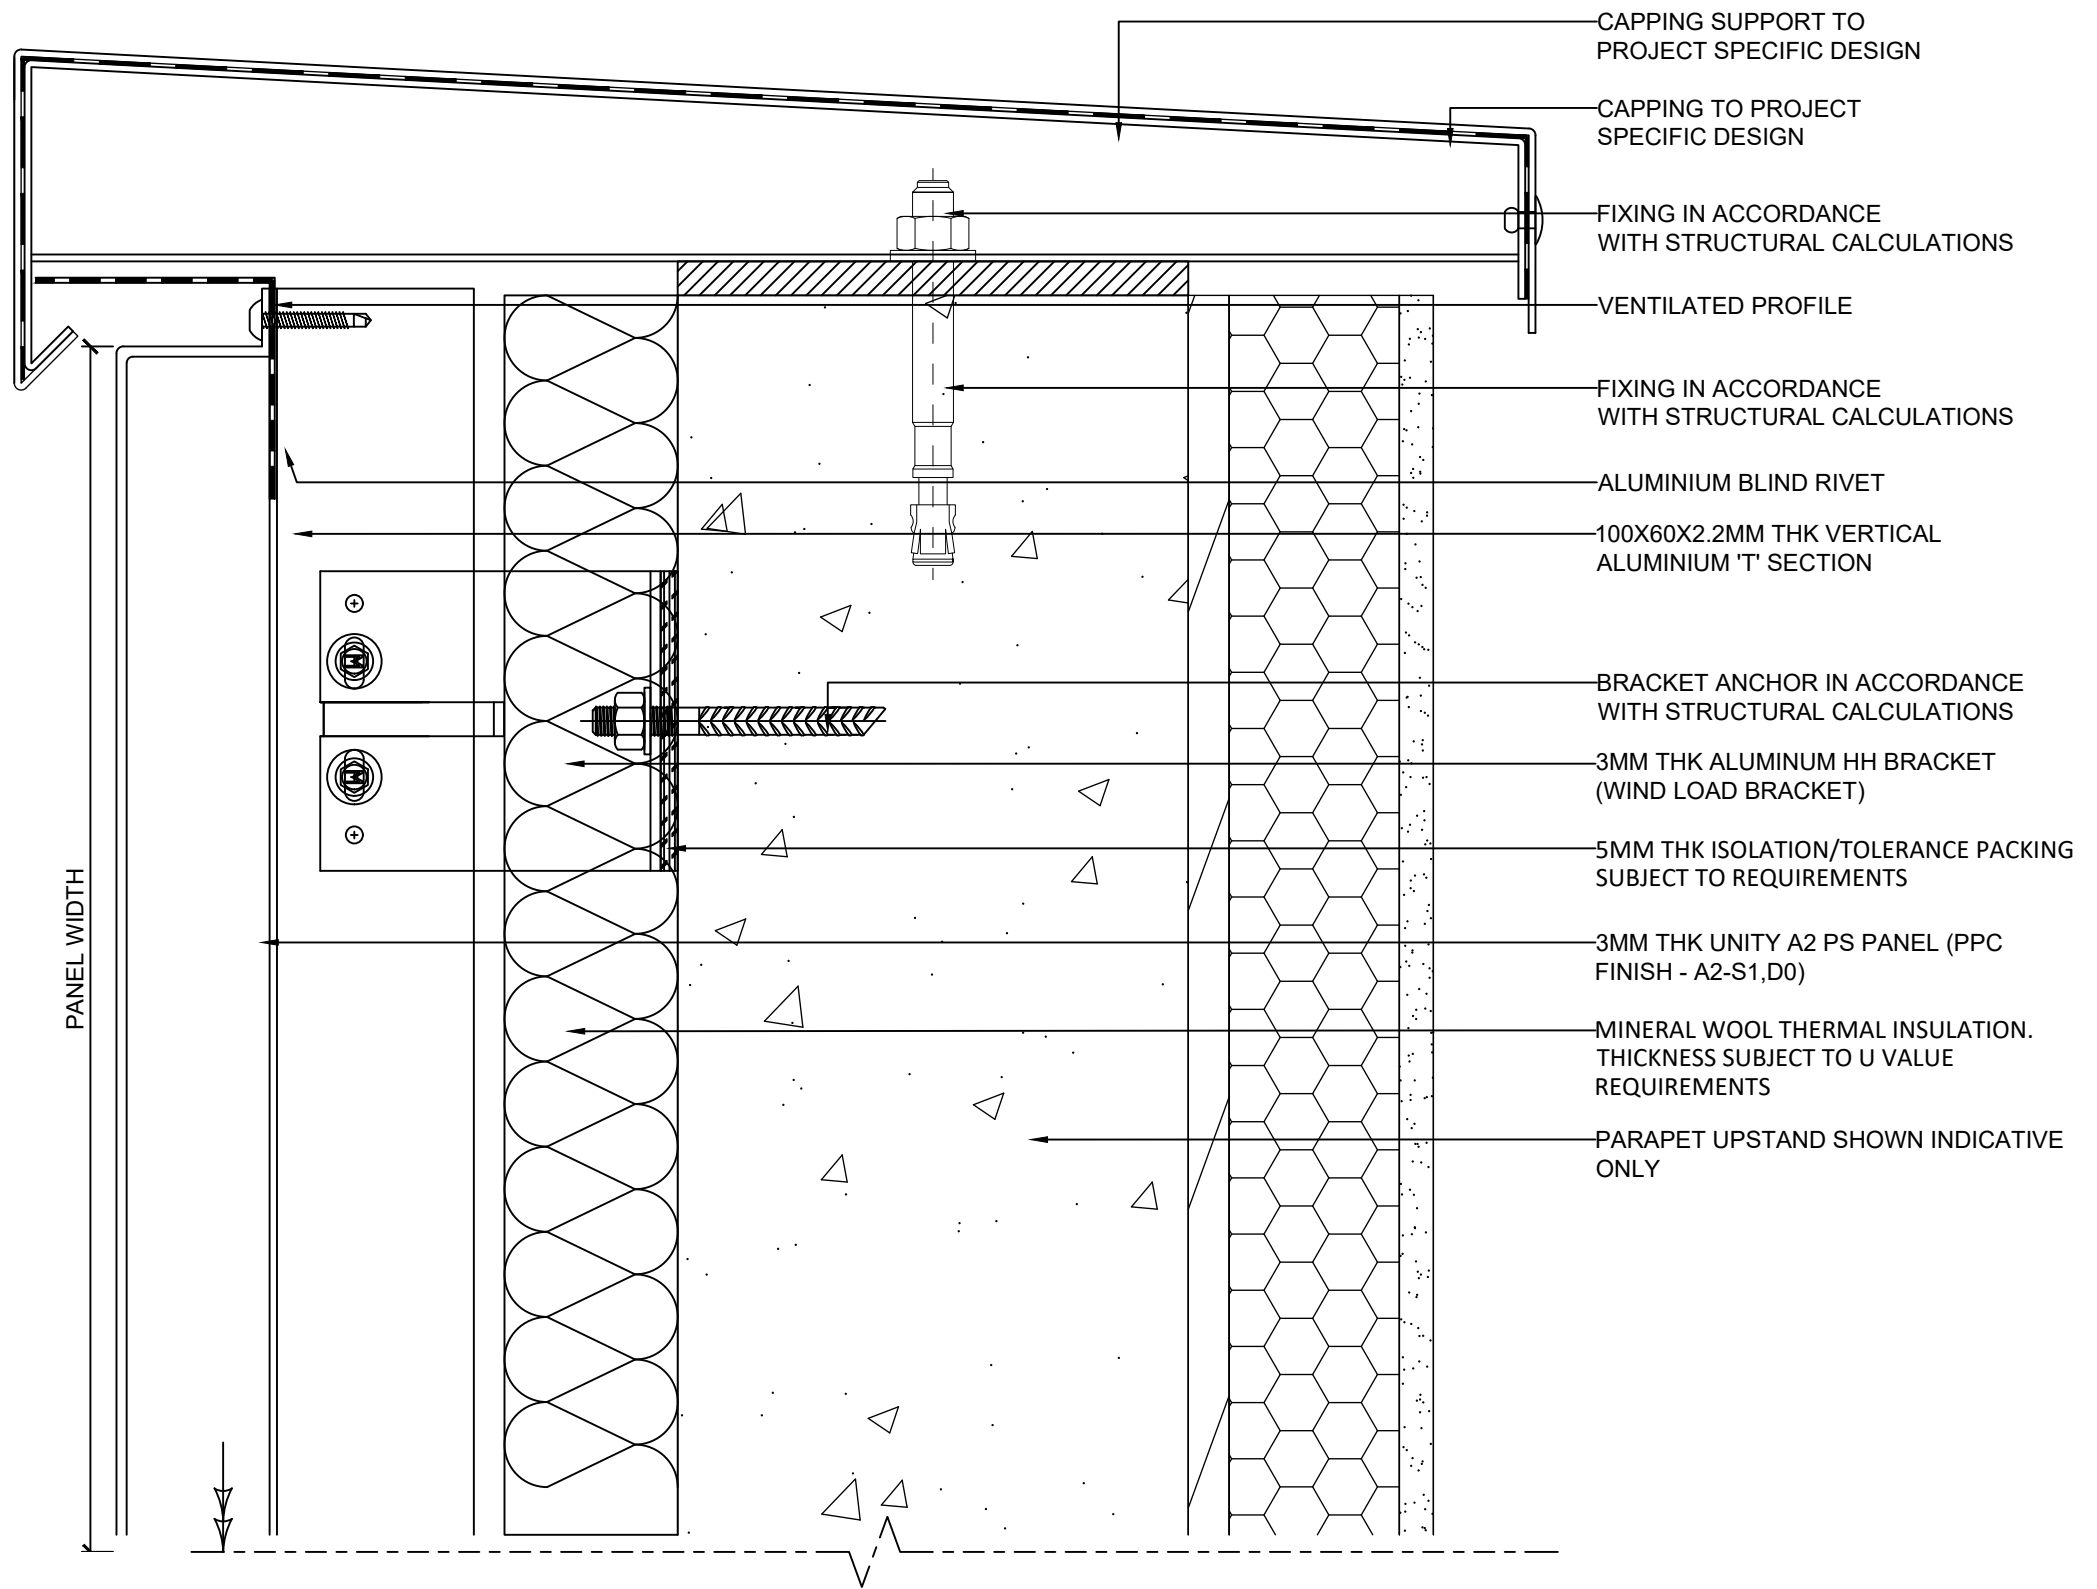 CAPPING SUPPORT TO
PROJECT SPECIFIC DESIGN
CAPPING TO PROJECT
SPECIFIC DESIGN
FIXING IN ACCORDANCE
WITH STRUCTURAL CALCULATIONS
VENTILATED PROFILE
FIXING IN ACCORDANCE
WITH STRUCTURAL CALCULATIONS
ALUMINIUM BLIND RIVET
100X60X2.2MM THK VERTICAL
ALUMINIUM 'T' SECTION
BRACKET ANCHOR IN ACCORDANCE
WITH STRUCTURAL CALCULATIONS
3MM THK ALUMINUM HH BRACKET
(WIND LOAD BRACKET)
5MM THK ISOLATION/TOLERANCE PACKING
SUBJECT TO REQUIREMENTS
3MM THK UNITY A2 PS PANEL (PPC
FINISH - A2-S1,D0)
MINERAL WOOL THERMAL INSULATION.
THICKNESS SUBJECT TO U VALUE
REQUIREMENTS
PARAPET UPSTAND SHOWN INDICATIVE
ONLY
PANEL WIDTH